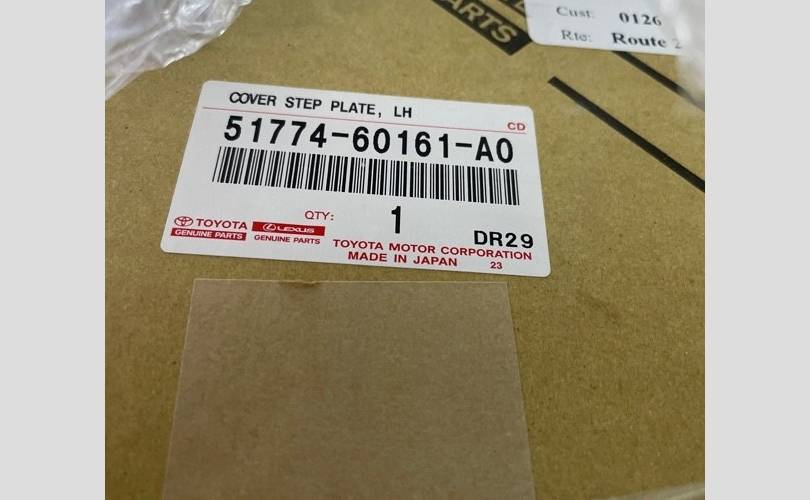 PARTS
Cust: 0126
Rte: Route 2
COVER STEP PLATE, LH
CD
51774-60161-A0
QTY: 1
DR29
TOYOTA
GENUINE PARTS
LEXUS
GENUINE PARTS
TOYOTA MOTOR CORPORATION
MADE IN JAPAN
23